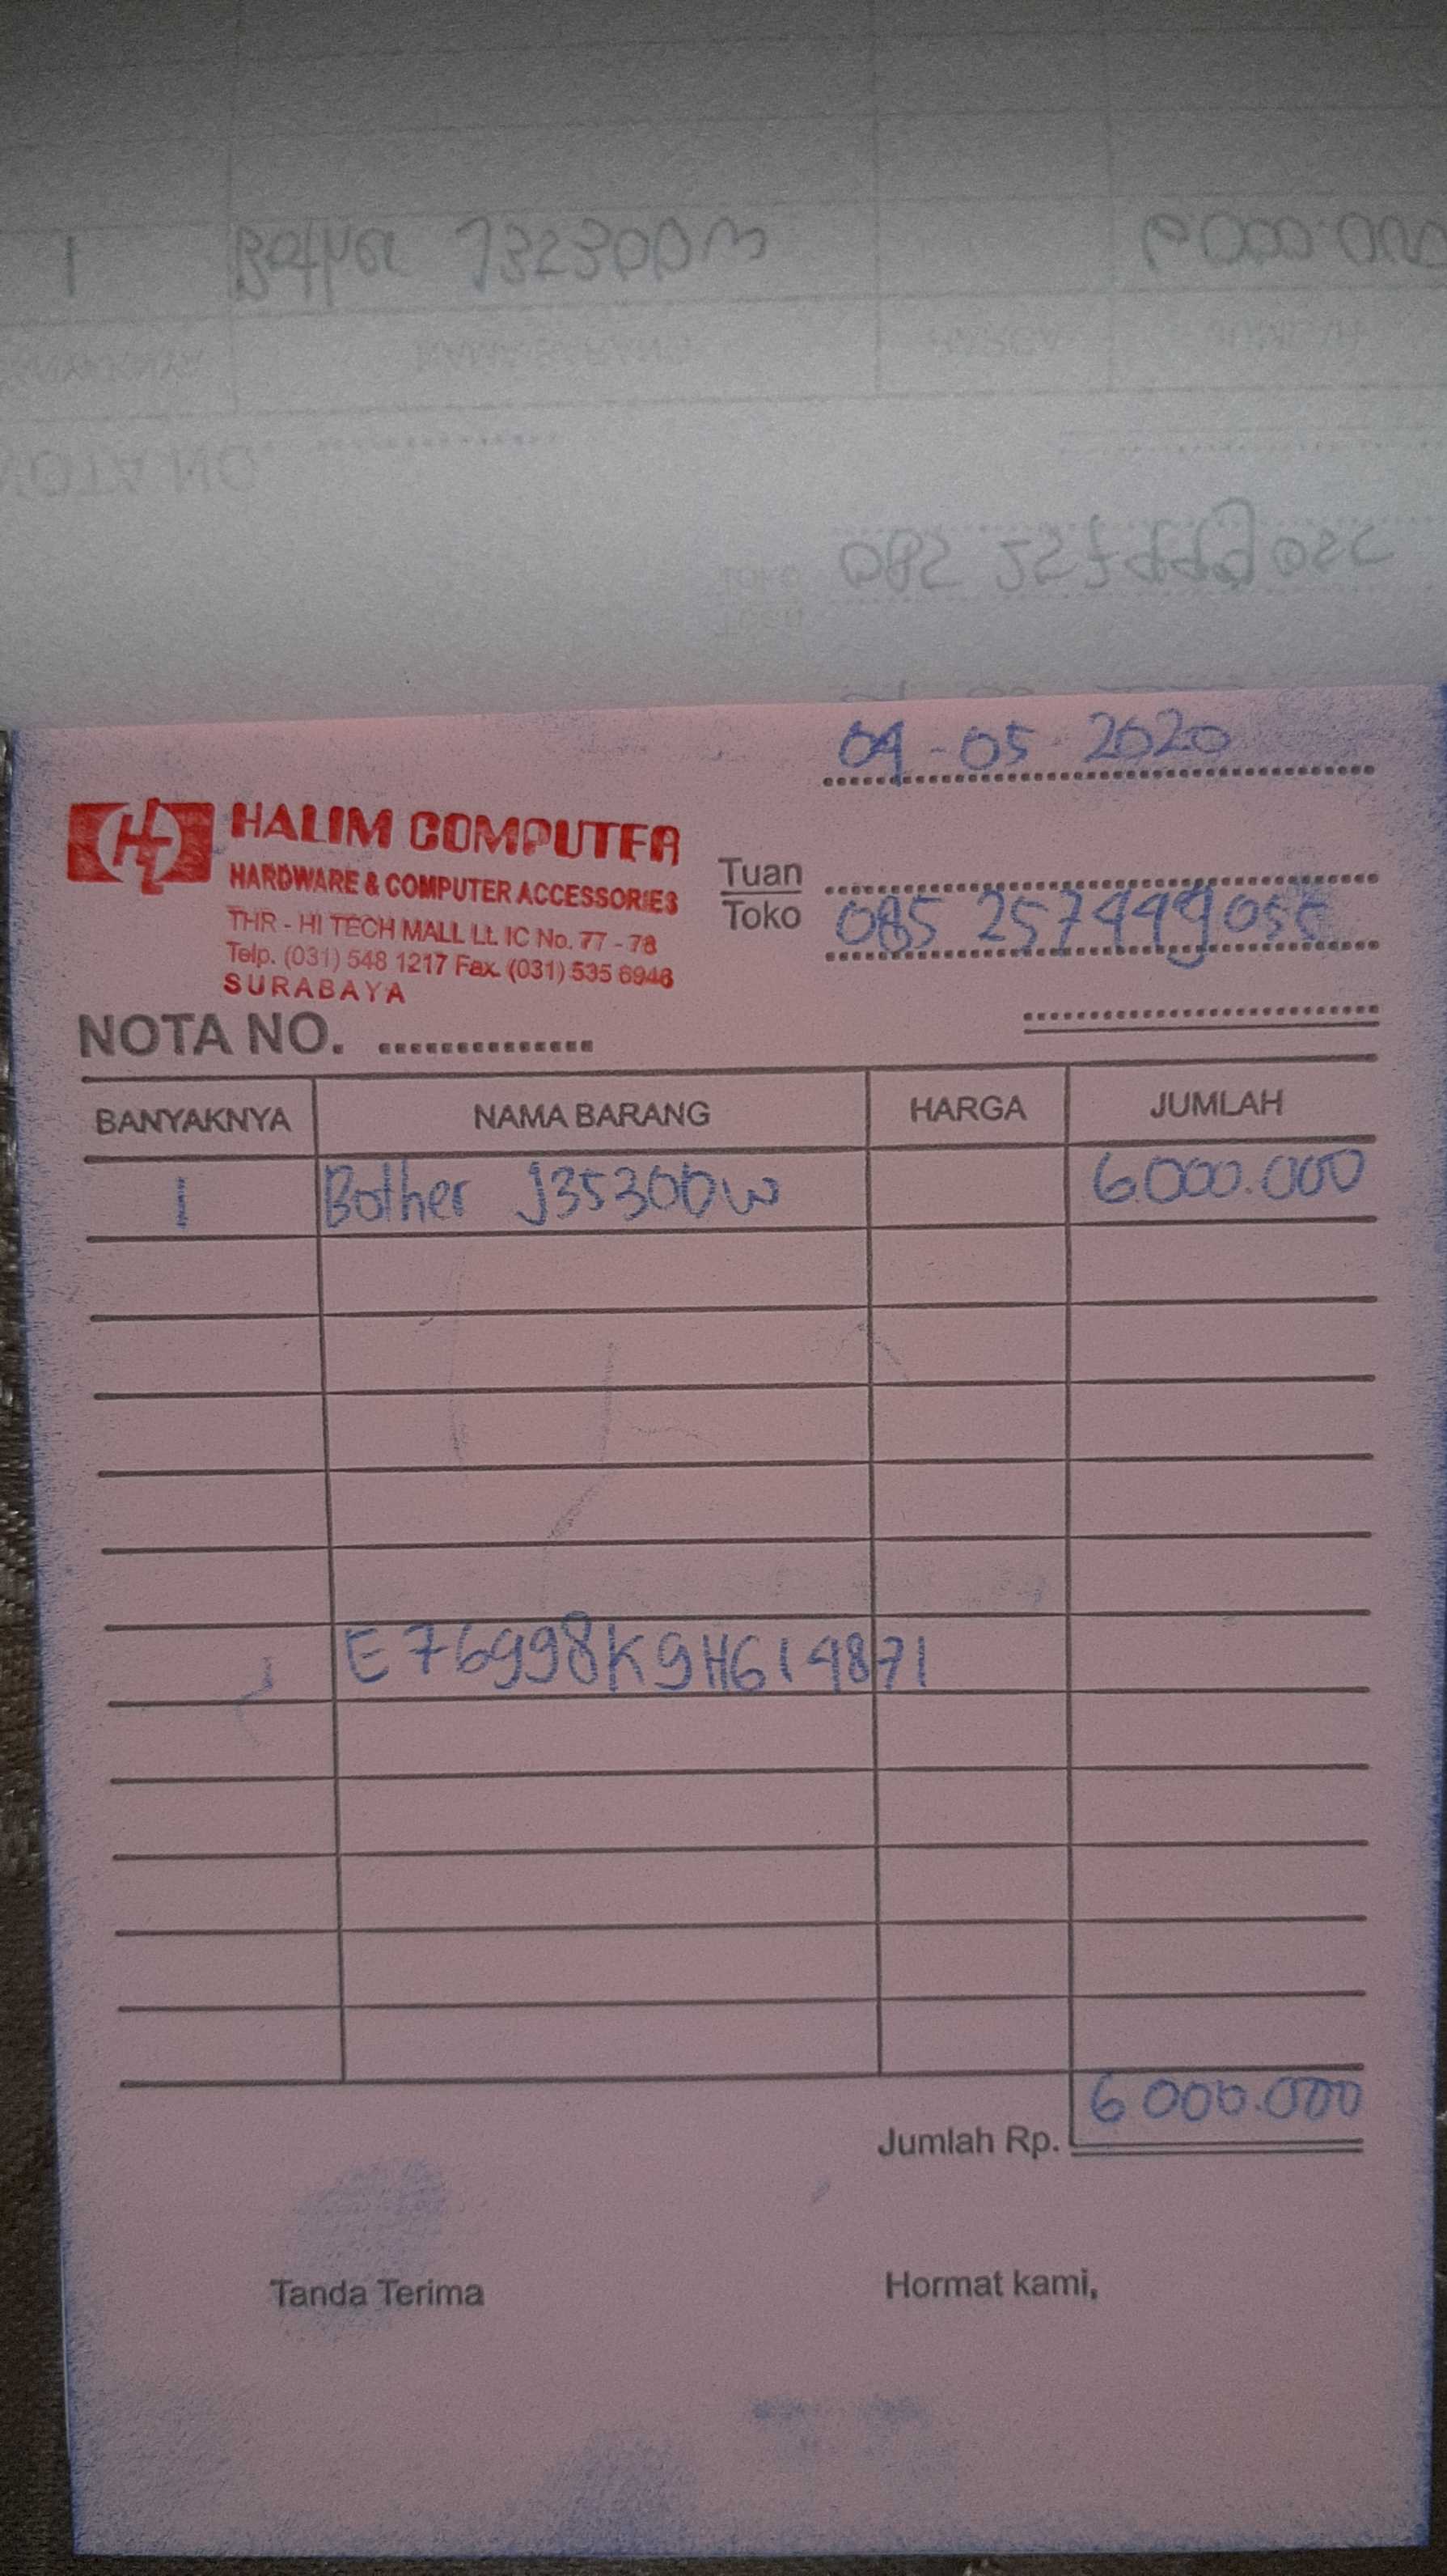 04-05-2020
HALIM COMPUTER
HARDWARE & COMPUTER ACCESSORIES
THR - HI TECH MALL Lt. IC No. 77 - 78
Telp. (031) 548 1217 Fax. (031) 535 6946
SURABAYA
Tuan
Toko
NOTA NO.
BANYAKNYA NAMA BARANG HARGA JUMLAH
1 Bother J3530DW 6.000.000
E76998K9H614871
Jumlah Rp. 6.000.000
Tanda Terima Hormat kami,